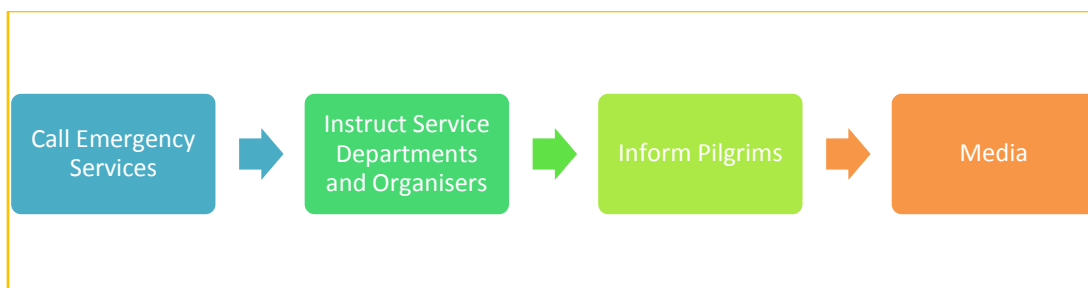 Call Emergency
Services
Instruct Service
Departments
and Organisers
Inform Pilgrims
Media